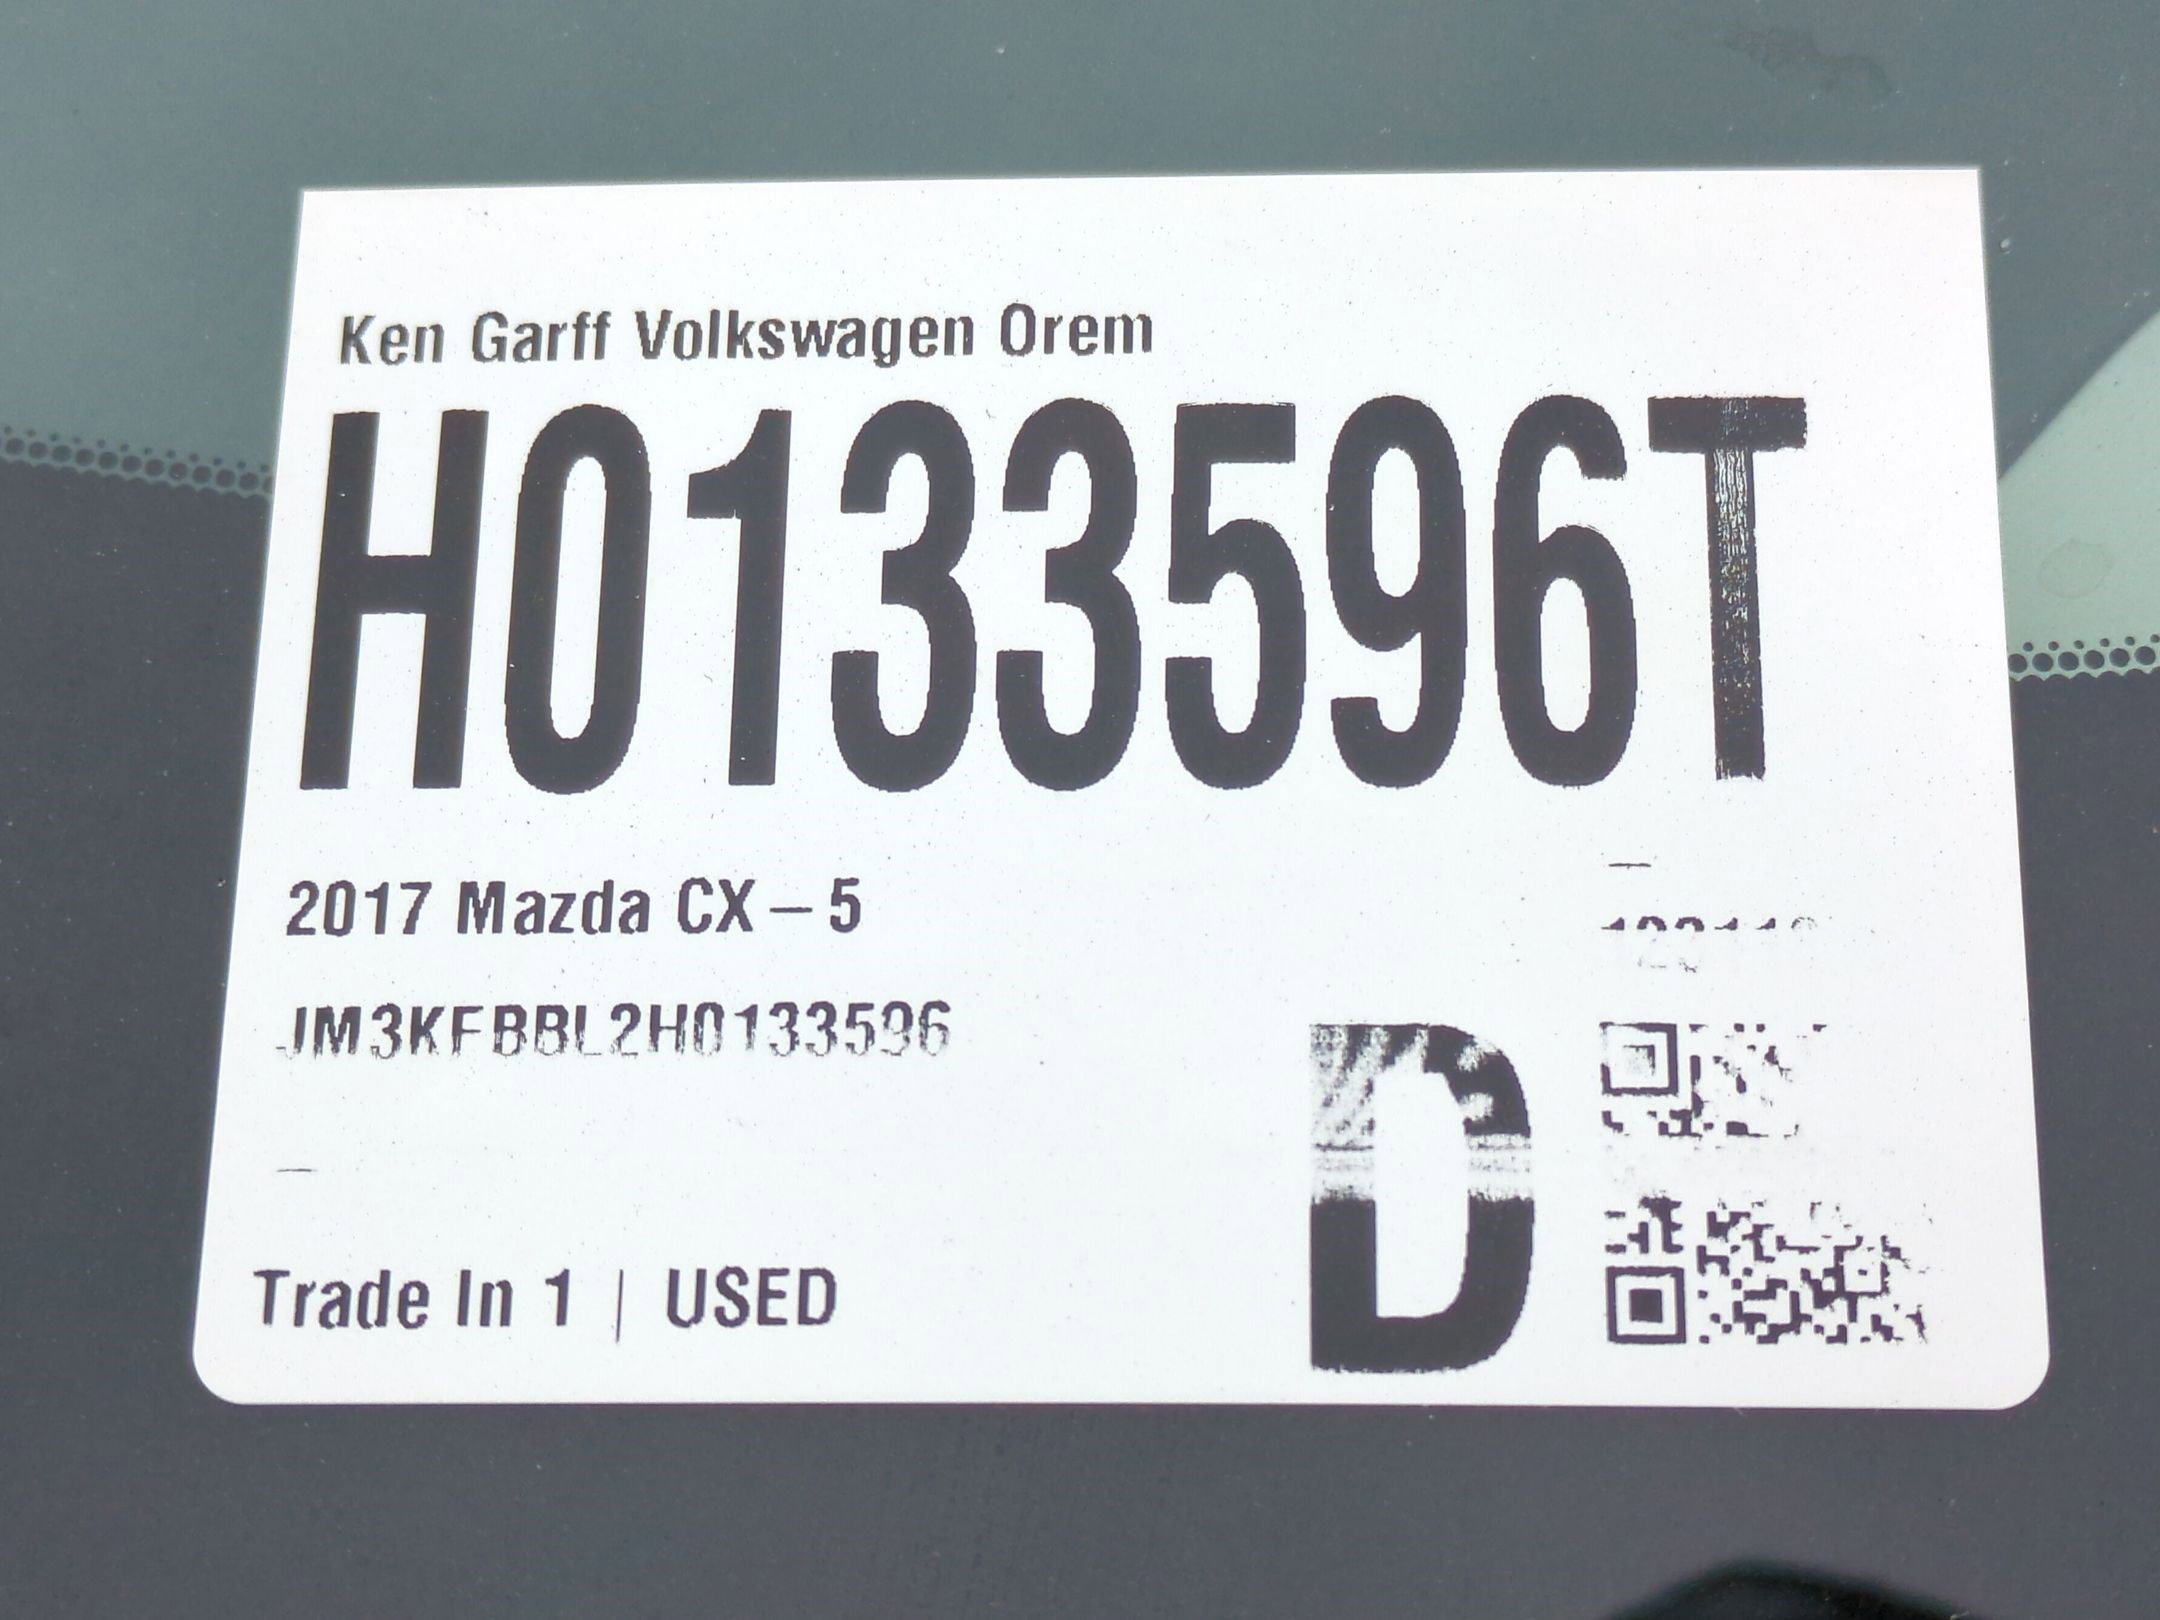 Ken Garff Volkswagen Orem
H0133596T
2017 Mazda CX-5
JM3KFBBL2H0133596
Trade In 1 | USED
D